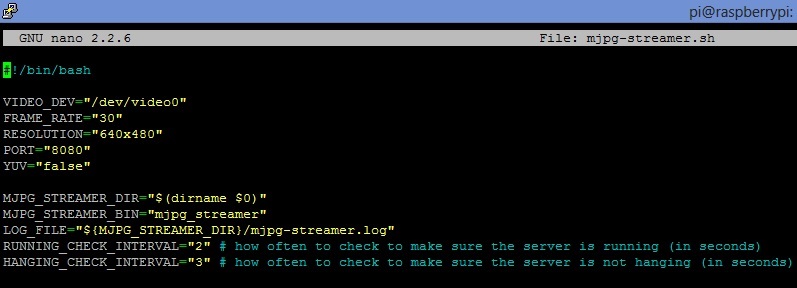 pi@raspberrypi:
GNU nano 2.2.6 File: mjpg-streamer.sh
#!/bin/bash
VIDEO_DEV="/dev/video0"
FRAME_RATE="30"
RESOLUTION="640x480"
PORT="8080"
YUV="false"
MJPG_STREAMER_DIR="$(dirname $0)"
MJPG_STREAMER_BIN="mjpg_streamer"
LOG_FILE="${MJPG_STREAMER_DIR}/mjpg-streamer.log"
RUNNING_CHECK_INTERVAL="2" # how often to check to make sure the server is running (in seconds)
HANGING_CHECK_INTERVAL="3" # how often to check to make sure the server is not hanging (in seconds)